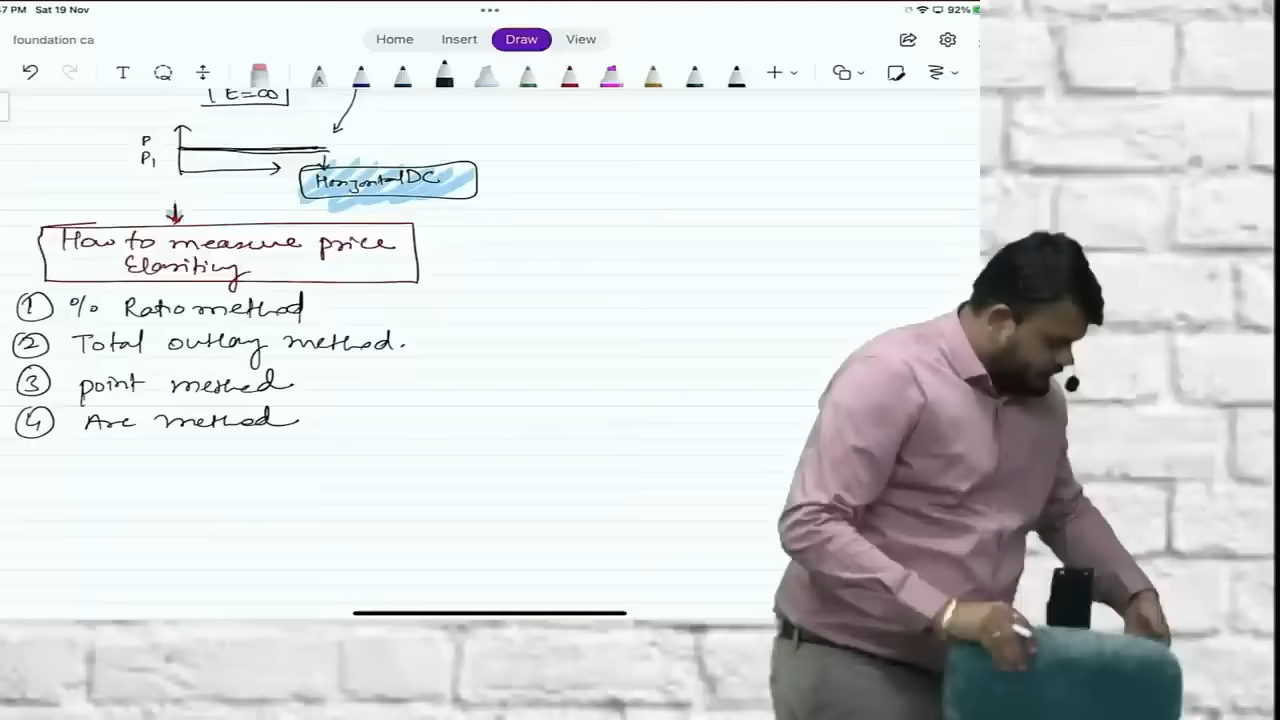 7 PM Sat 19 Nov
92%
foundation ca
Home Insert Draw View
T
A
E=∞
P
P1
Horizontal DC
How to measure price
Elasiting
① % Ratio method
② Total outlay method.
③ point method
④ Arc method